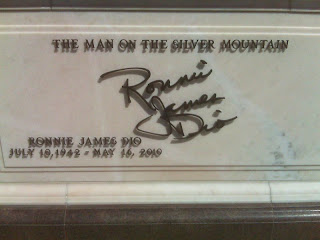 THE MAN ON THE SILVER MOUNTAIN
Ronnie
James
Dio
RONNIE JAMES DIO
JULY 10, 1942 - MAY 16, 2010